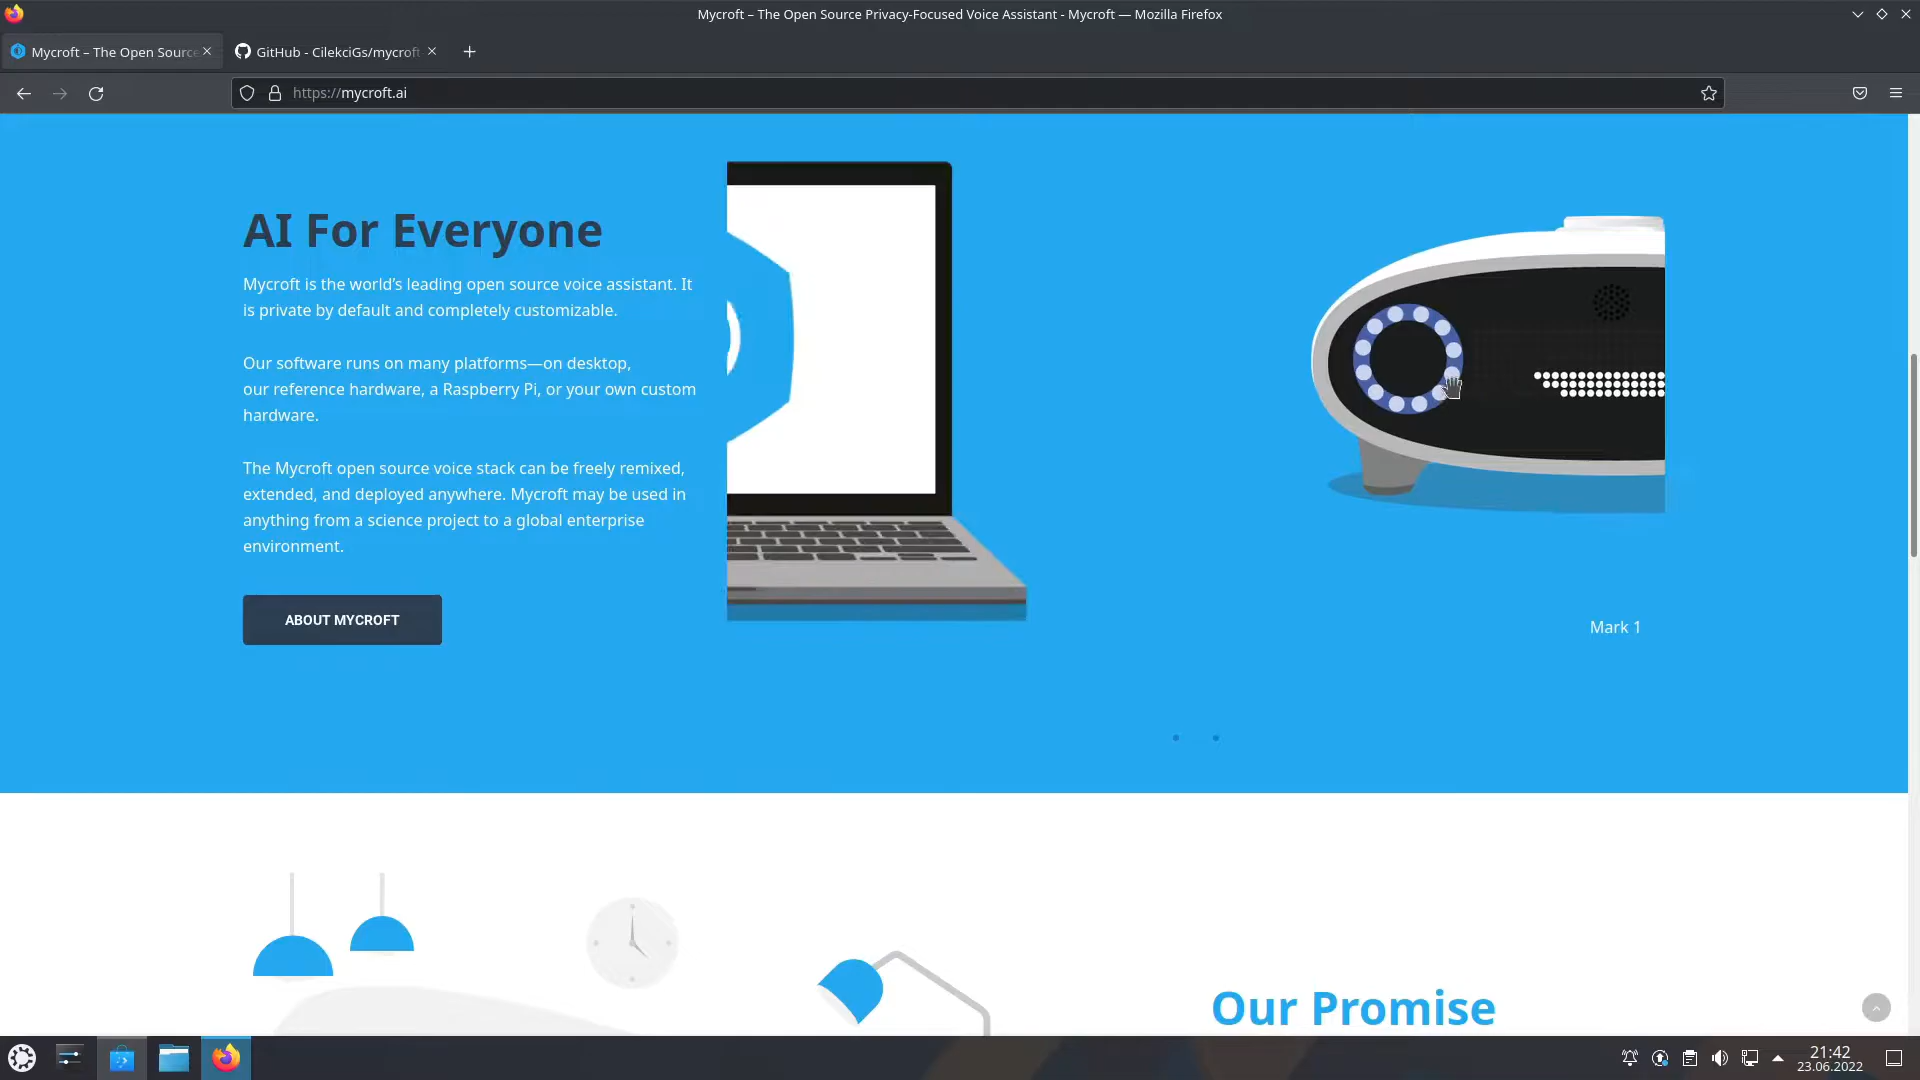 Mycroft – The Open Source Privacy-Focused Voice Assistant - Mycroft — Mozilla Firefox
Mycroft – The Open Source
GitHub - CilekciGs/mycroft
https://mycroft.ai
AI For Everyone
Mycroft is the world's leading open source voice assistant. It
is private by default and completely customizable.
Our software runs on many platforms—on desktop,
our reference hardware, a Raspberry Pi, or your own custom
hardware.
The Mycroft open source voice stack can be freely remixed,
extended, and deployed anywhere. Mycroft may be used in
anything from a science project to a global enterprise
environment.
ABOUT MYCROFT
Mark 1
Our Promise
21:42
23.06.2022